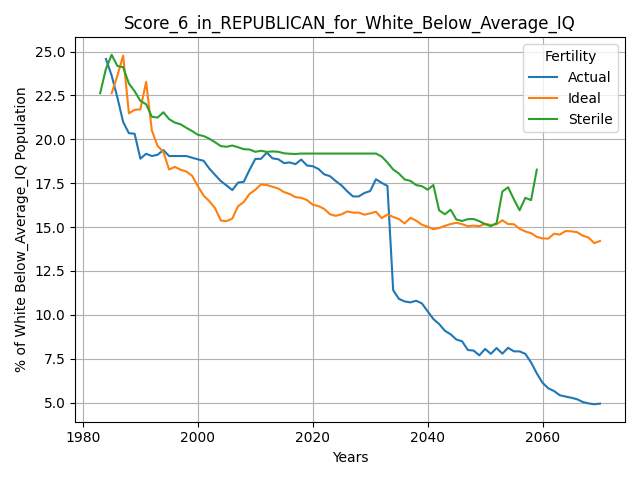 Score_6_in_REPUBLICAN_for_White_Below_Average_IQ
Fertility
Actual
Ideal
Sterile
% of White Below_Average_IQ Population
25.0
22.5
20.0
17.5
15.0
12.5
10.0
7.5
5.0
1980
2000
2020
2040
2060
Years